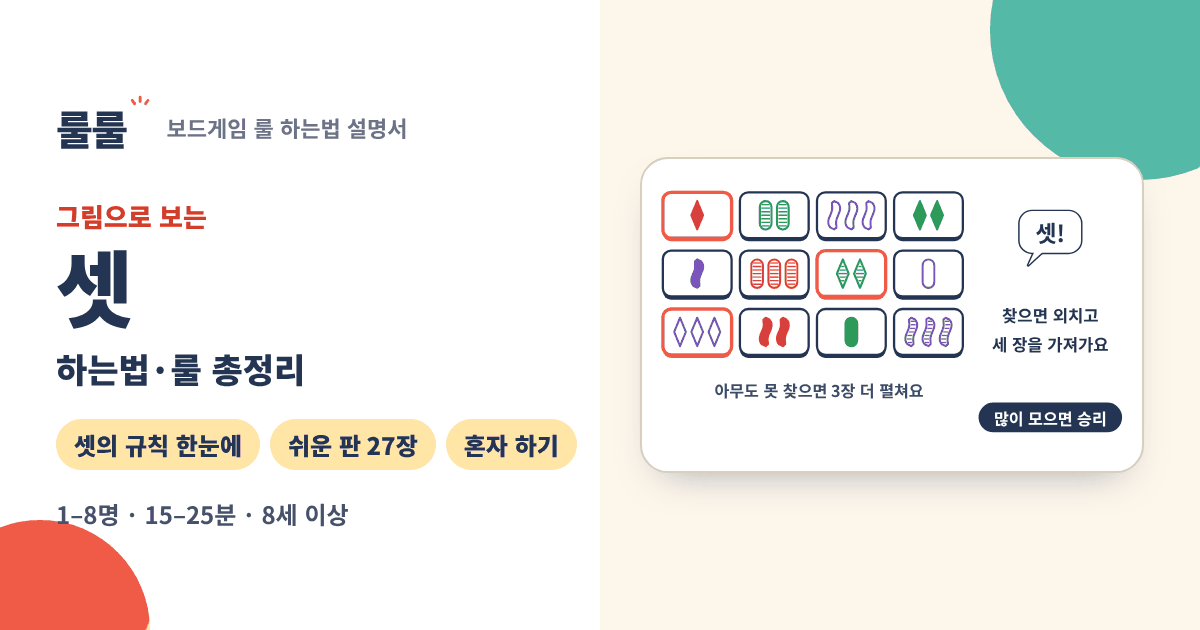 룰룰
보드게임 룰 하는법 설명서
그림으로 보는
셋
하는법·룰 총정리
셋의 규칙 한눈에
쉬운 판 27장
혼자 하기
1–8명 · 15–25분 · 8세 이상
셋!
찾으면 외치고
세 장을 가져가요
아무도 못 찾으면 3장 더 펼쳐요
많이 모으면 승리